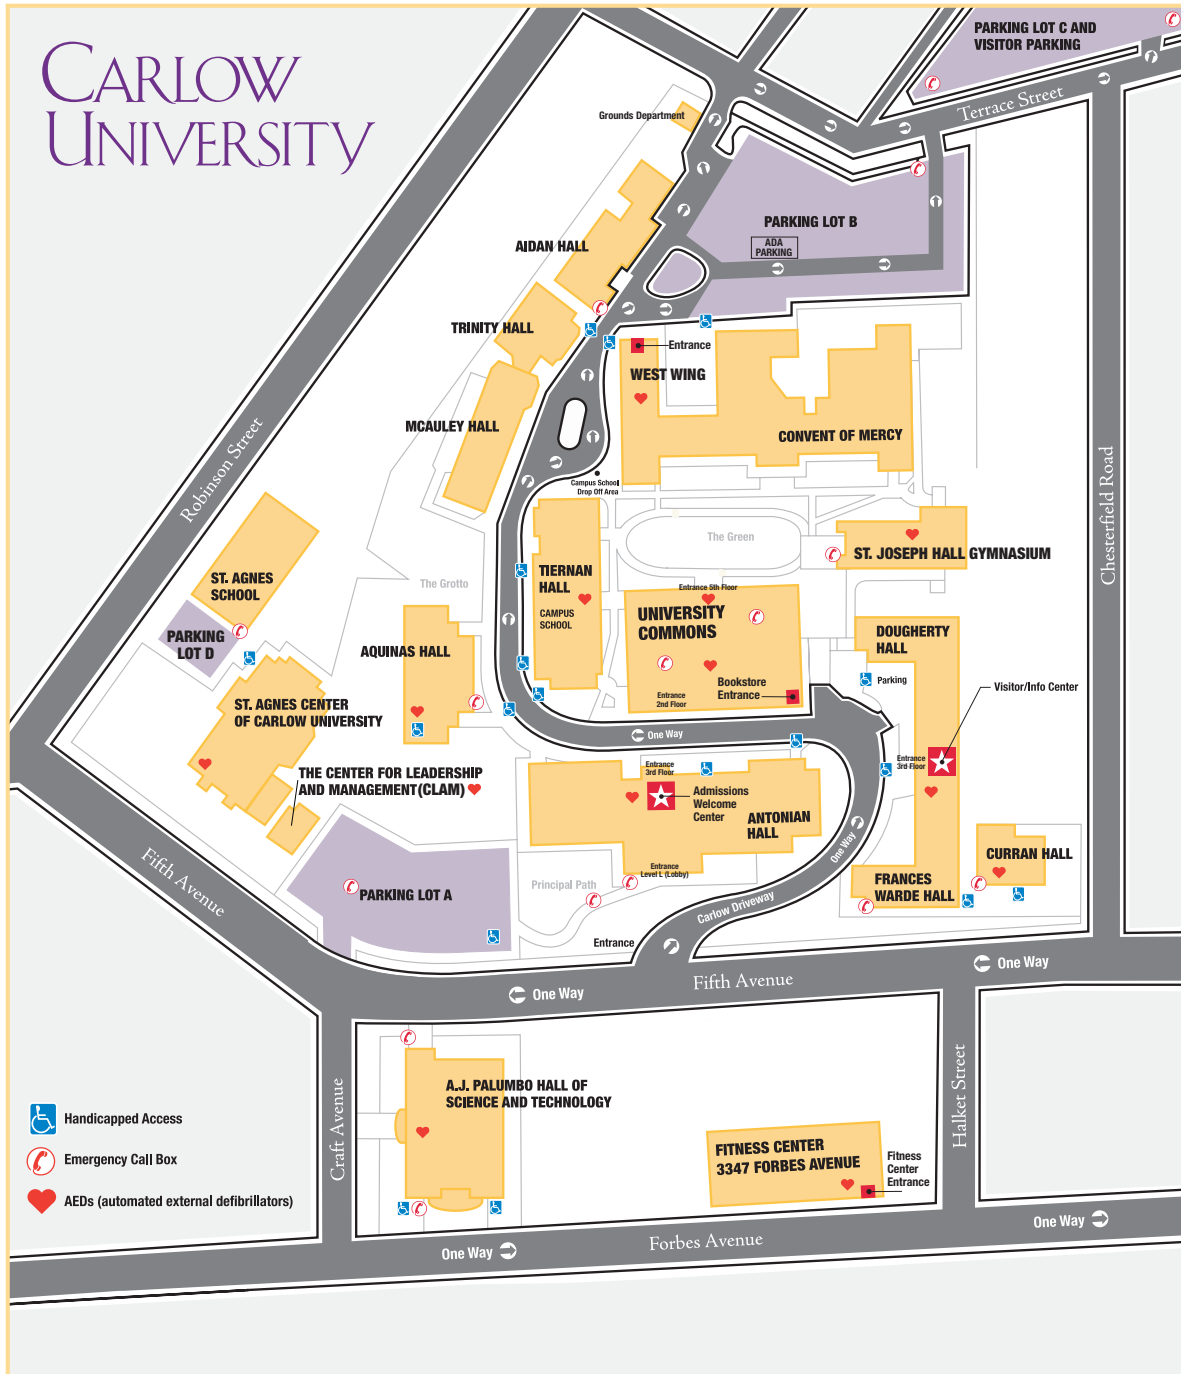 CARLOW
UNIVERSITY
PARKING LOT C AND
VISITOR PARKING
Terrace Street
Grounds Department
PARKING LOT B
ADA
PARKING
AIDAN HALL
TRINITY HALL
Entrance
WEST WING
MCAULEY HALL
CONVENT OF MERCY
Robinson Street
Chesterfield Road
Campus School
Drop Off Area
The Green
ST. JOSEPH HALL GYMNASIUM
TIERNAN
HALL
CAMPUS
SCHOOL
The Grotto
ST. AGNES
SCHOOL
Entrance 5th Floor
UNIVERSITY
COMMONS
PARKING
LOT D
AQUINAS HALL
DOUGHERTY
HALL
Parking
Bookstore
Entrance
Entrance
2nd Floor
Visitor/Info Center
ST. AGNES CENTER
OF CARLOW UNIVERSITY
One Way
Entrance
3rd Floor
Entrance
3rd Floor
THE CENTER FOR LEADERSHIP
AND MANAGEMENT(CLAM)
Admissions
Welcome
Center
ANTONIAN
HALL
One Way
CURRAN HALL
Fifth Avenue
Entrance
Level L (Lobby)
Principal Path
PARKING LOT A
FRANCES
WARDE HALL
Carlow Driveway
Entrance
One Way
Fifth Avenue
One Way
A.J. PALUMBO HALL OF
SCIENCE AND TECHNOLOGY
Craft Avenue
Halket Street
FITNESS CENTER
3347 FORBES AVENUE
Fitness
Center
Entrance
Handicapped Access
Emergency Call Box
AEDs (automated external defibrillators)
One Way
Forbes Avenue
One Way